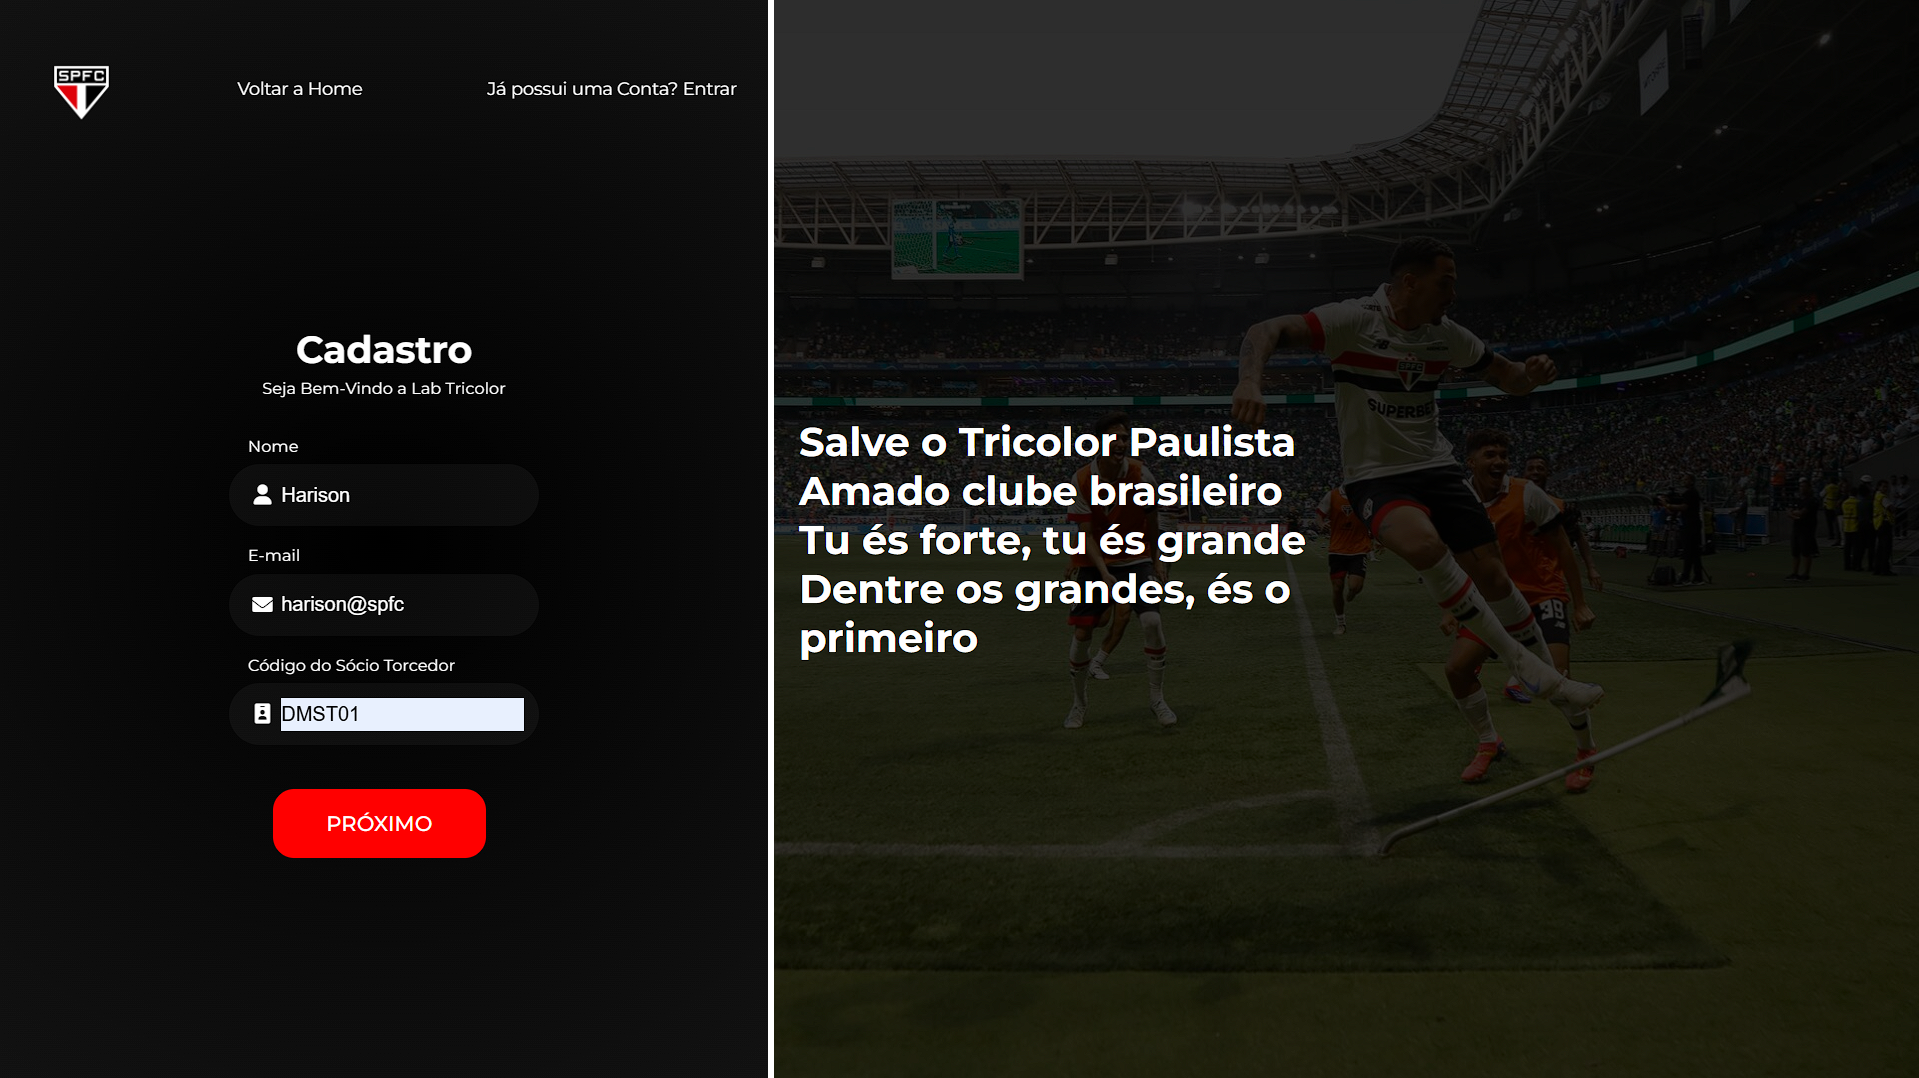 SPFC
Voltar a Home
Já possui uma Conta? Entrar
Cadastro
Seja Bem-Vindo a Lab Tricolor
Nome
Harison
E-mail
harison@spfc
Código do Sócio Torcedor
DMST01
PRÓXIMO
Salve o Tricolor Paulista
Amado clube brasileiro
Tu és forte, tu és grande
Dentre os grandes, és o
primeiro
39